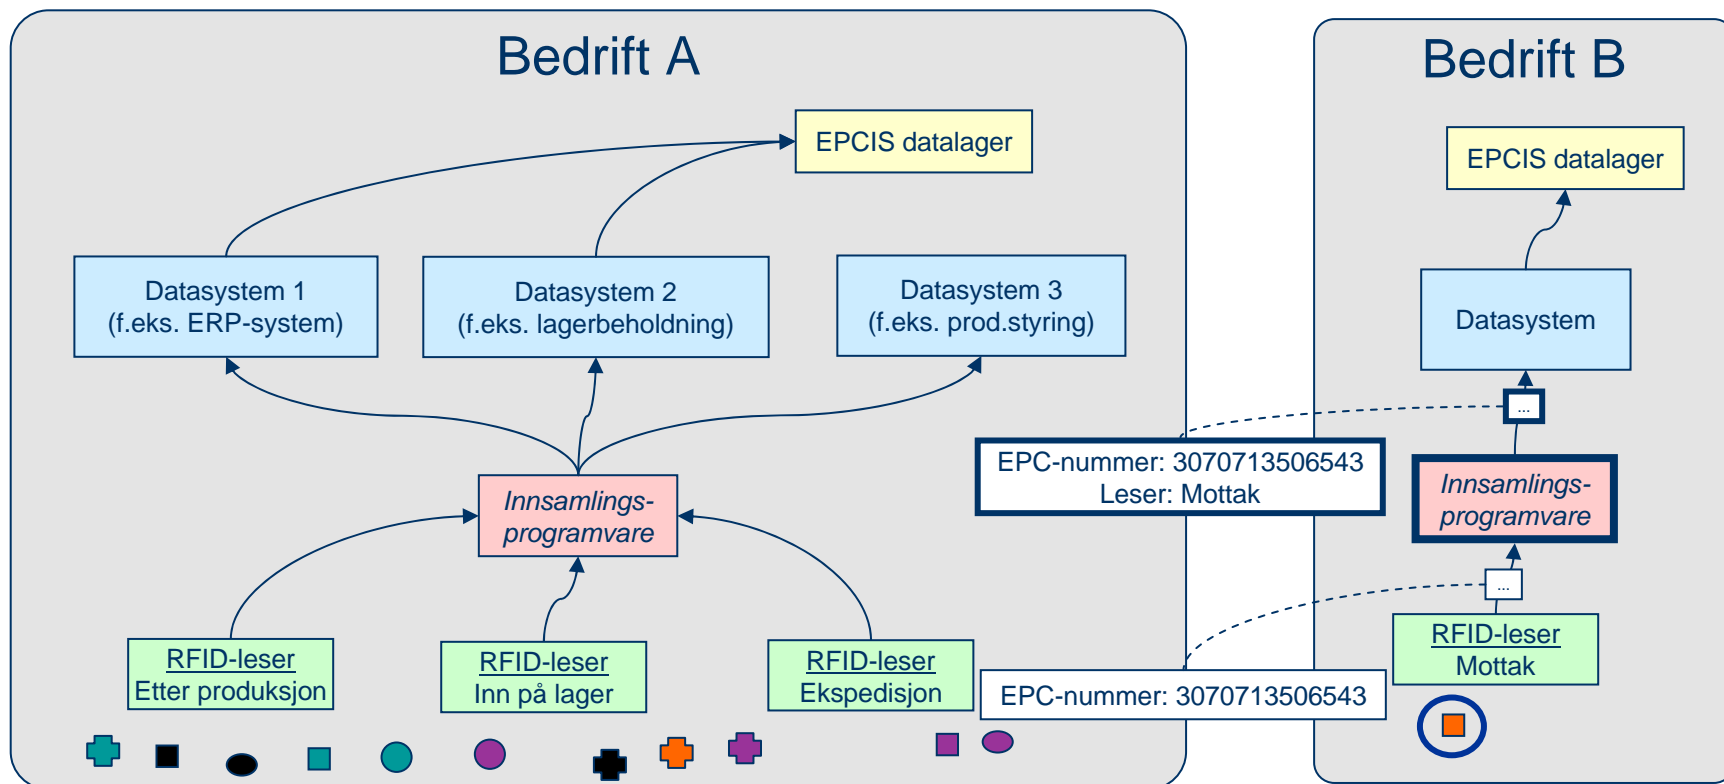 Bedrift A
EPCIS datalager
Datasystem 1
(f.eks. ERP-system)
Datasystem 2
(f.eks. lagerbeholdning)
Datasystem 3
(f.eks. prod.styring)
Innsamlings-
programvare
RFID-leser
Etter produksjon
RFID-leser
Inn på lager
RFID-leser
Ekspedisjon
Bedrift B
EPCIS datalager
Datasystem
...
EPC-nummer: 3070713506543
Leser: Mottak
Innsamlings-
programvare
...
EPC-nummer: 3070713506543
RFID-leser
Mottak